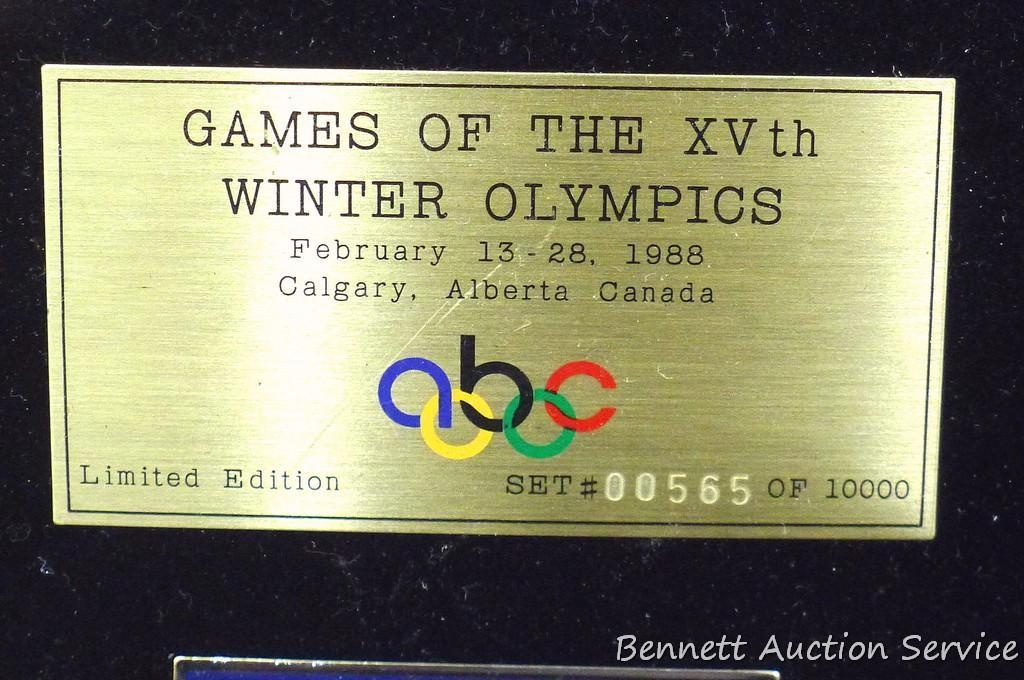 GAMES OF THE XVth
WINTER OLYMPICS
February 13-28, 1988
Calgary, Alberta Canada
abc
Limited Edition SET#00565 OF 10000
Bennett Auction Service